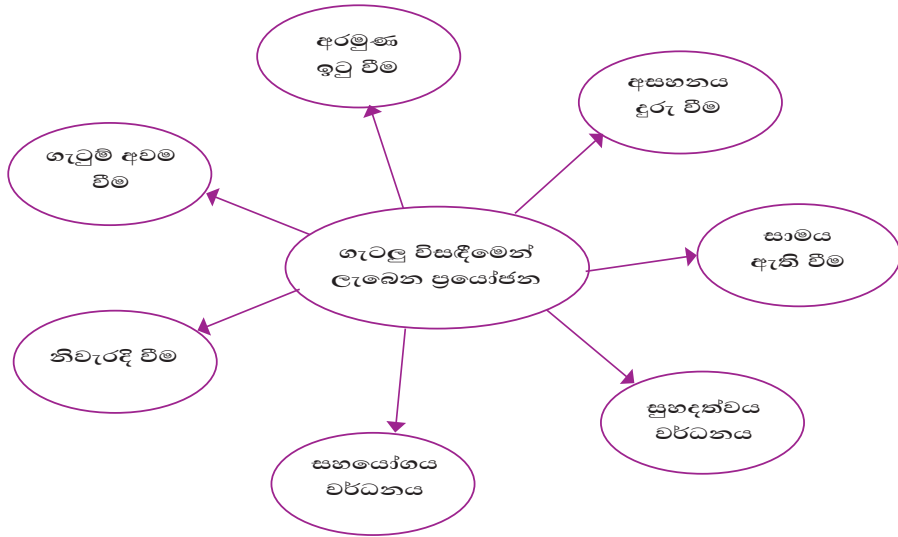 අරමුණ
ඉටු වීම
අසහනය
දුරු වීම
ගැටුම් අවම
වීම
සාමය
ඇති වීම
ගැටලු විසඳීමෙන්
ලැබෙන ප්‍රයෝජන
නිවැරදි වීම
සුහදත්වය
වර්ධනය
සහයෝගය
වර්ධනය